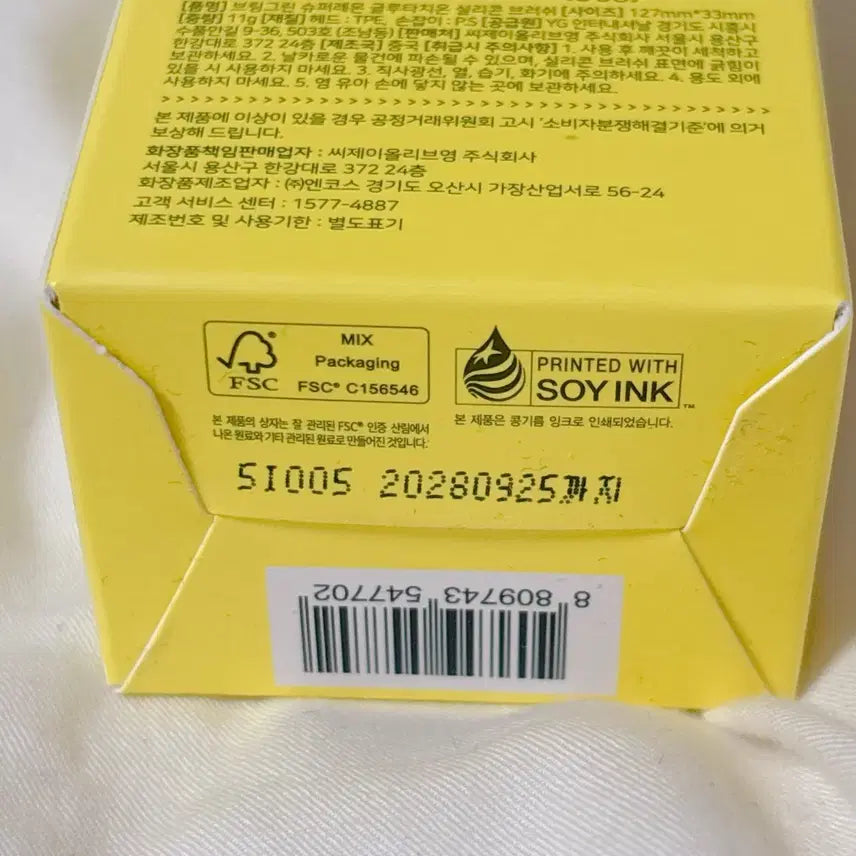 [품명] 브링그린 슈퍼레몬 글루타치온 실리콘 브러쉬 [사이즈] 127mm*33mm
[중량] 11g [재질] 헤드 : TPE, 손잡이 : P.S [공급원] YG 인터내셔날 경기도 시흥시
수풀안길 9-36, 503호 (조남동) [판매처] 씨제이올리브영 주식회사 서울시 용산구
한강대로 372 24층 [제조국] 중국 [취급시 주의사항] 1. 사용 후 깨끗이 세척하고
보관하세요. 2. 날카로운 물건에 파손될 수 있으며, 실리콘 브러쉬 표면에 긁힘이
있을 시 사용하지 마세요. 3. 직사광선, 열, 습기, 화기에 주의하세요. 4. 용도 외에
사용하지 마세요. 5. 영 유아 손에 닿지 않는 곳에 보관하세요.
본 제품에 이상이 있을 경우 공정거래위원회 고시 '소비자분쟁해결기준'에 의거
보상해 드립니다.
화장품책임판매업자 : 씨제이올리브영 주식회사
서울시 용산구 한강대로 372 24층
화장품제조업자 : ㈜엔코스 경기도 오산시 가장산업서로 56-24
고객 서비스 센터 : 1577-4887
제조번호 및 사용기한 : 별도표기
FSC
MIX
Packaging
FSC® C156546
PRINTED WITH
SOY INK™
본 제품의 상자는 잘 관리된 FSC® 인증 산림에서
나온 원료와 기타 관리된 원료로 만들어진 것입니다.
본 제품은 콩기름 잉크로 인쇄되었습니다.
5I005 20280925까지
8 809743 547702